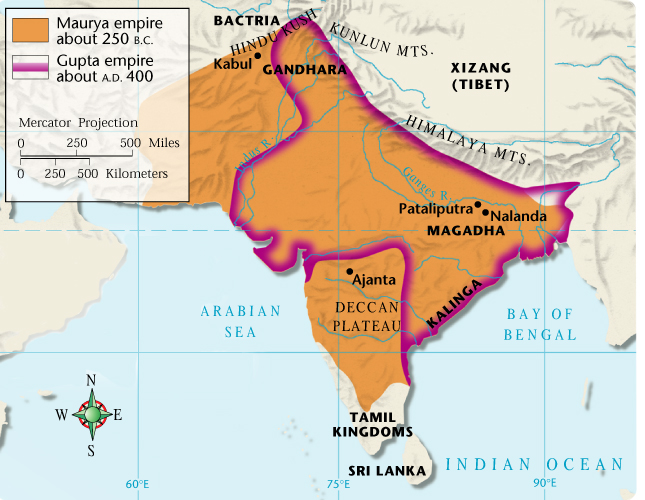 Maurya empire
about 250 B.C.
Gupta empire
about A.D. 400
Mercator Projection
0 250 500 Miles
0 250 500 Kilometers
BACTRIA
HINDU KUSH
KUNLUN MTS.
Kabul
GANDHARA
XIZANG
(TIBET)
HIMALAYA MTS.
Indus R.
Ganges R.
Pataliputra
Nalanda
MAGADHA
Ajanta
DECCAN
PLATEAU
KALINGA
ARABIAN
SEA
BAY OF
BENGAL
N
W E
S
TAMIL
KINGDOMS
SRI LANKA
INDIAN OCEAN
60°E
75°E
90°E